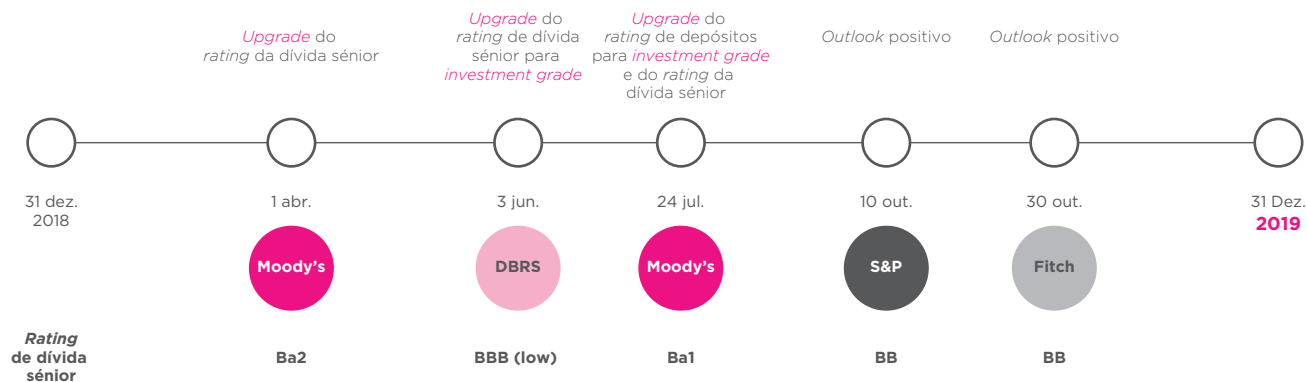 Upgrade do
rating da dívida sénior
Upgrade do
rating de dívida
sénior para
investment grade
Upgrade do
rating de depósitos
para investment grade
e do rating da
dívida sénior
Outlook positivo
Outlook positivo
31 dez.
2018
1 abr.
3 jun.
24 jul.
10 out.
30 out.
31 Dez.
2019
Moody's
DBRS
Moody's
S&P
Fitch
Rating
de dívida
sénior
Ba2
BBB (low)
Ba1
BB
BB